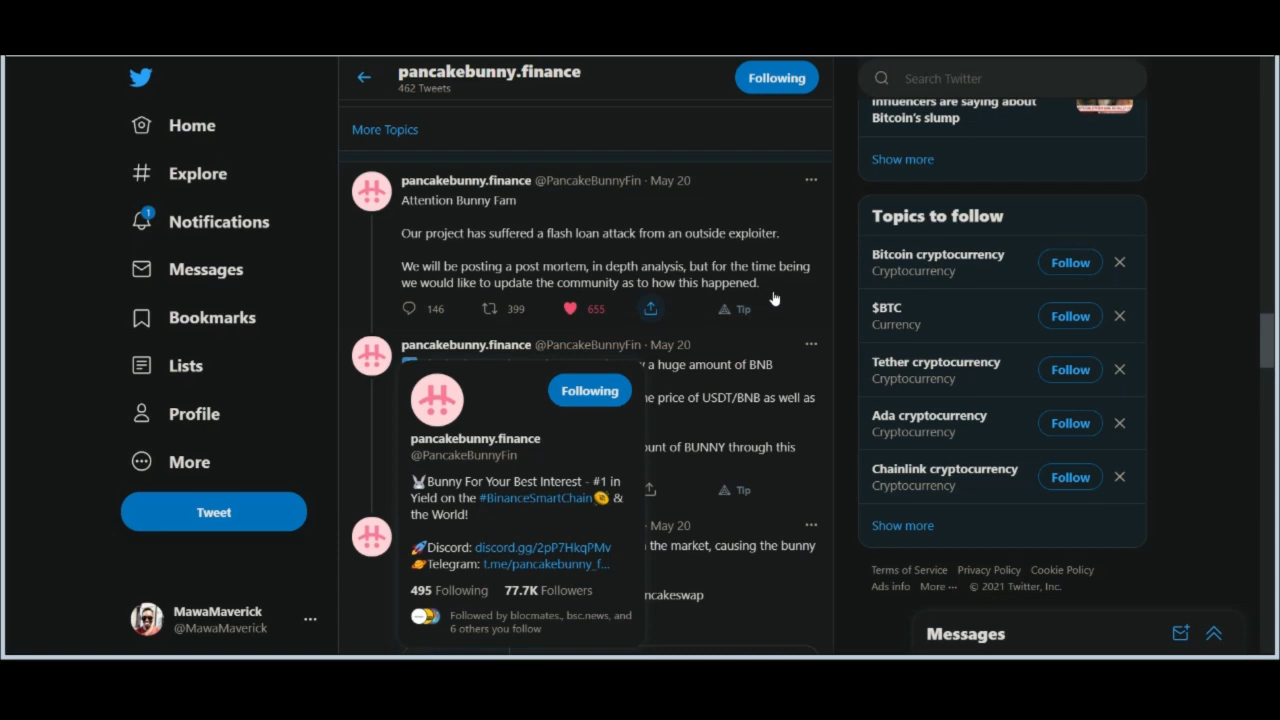 Home
Explore
1
Notifications
Messages
Bookmarks
Lists
Profile
More
Tweet
MawaMaverick
@MawaMaverick
pancakebunny.finance
462 Tweets
Following
More Topics
pancakebunny.finance @PancakeBunnyFin · May 20
Attention Bunny Fam
Our project has suffered a flash loan attack from an outside exploiter.
We will be posting a post mortem, in depth analysis, but for the time being
we would like to update the community as to how this happened.
146 399 655 Tip
pancakebunny.finance @PancakeBunnyFin · May 20
a huge amount of BNB
price of USDT/BNB as well as
of BUNNY through this
Tip
May 20
the market, causing the bunny
Following
pancakebunny.finance
@PancakeBunnyFin
🐰Bunny For Your Best Interest - #1 in
Yield on the #BinanceSmartChain &
the World!
🚀Discord: discord.gg/2pP7HkqPMv
🪐Telegram: t.me/pancakebunny_f...
495 Following 77.7K Followers
Followed by blocmates., bsc.news, and
6 others you follow
Search Twitter
influencers are saying about
Bitcoin's slump
Show more
Topics to follow
Bitcoin cryptocurrency
Cryptocurrency
Follow
$BTC
Currency
Follow
Tether cryptocurrency
Cryptocurrency
Follow
Ada cryptocurrency
Cryptocurrency
Follow
Chainlink cryptocurrency
Cryptocurrency
Follow
Show more
Terms of Service Privacy Policy Cookie Policy
Ads info More ··· © 2021 Twitter, Inc.
Messages